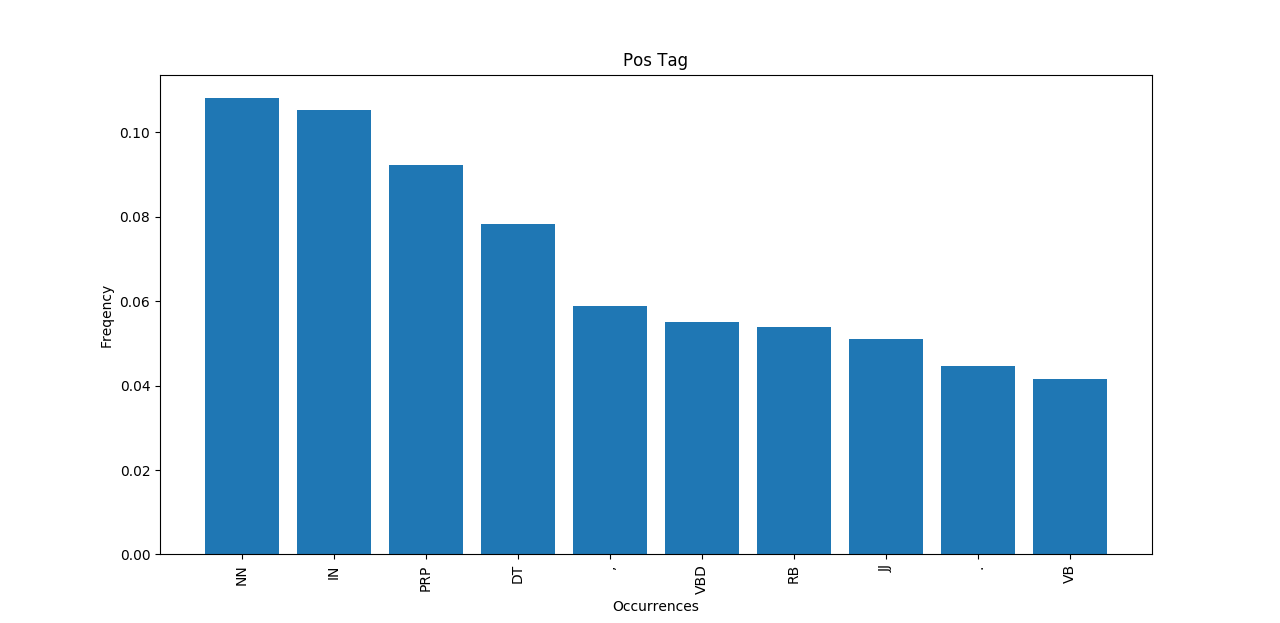 Pos Tag
0.10
0.08
0.06
0.04
0.02
0.00
Freqency
NN
IN
PRP
DT
,
VBD
RB
JJ
.
VB
Occurrences